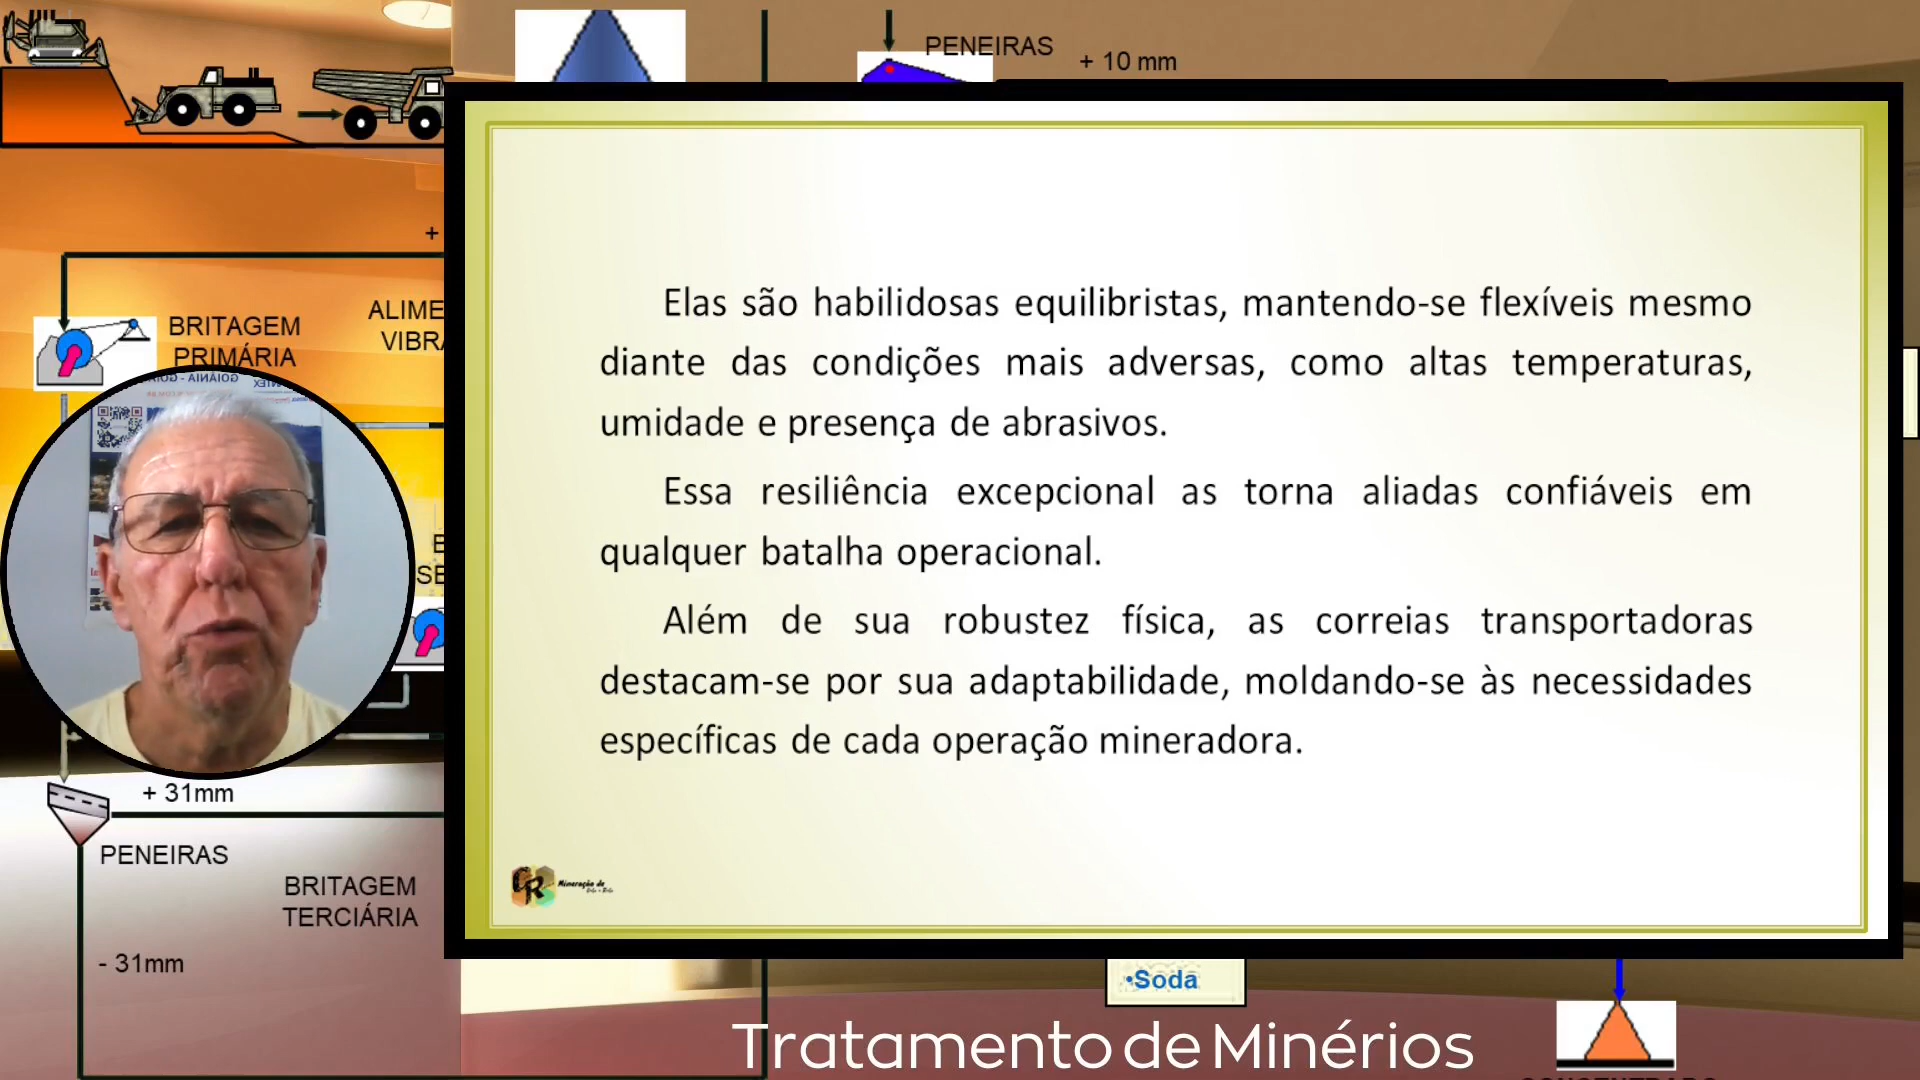 PENEIRAS
+ 10 mm
+
BRITAGEM
PRIMÁRIA
ALIME
VIBRA
Elas são habilidosas equilibristas, mantendo-se flexíveis mesmo
diante das condições mais adversas, como altas temperaturas,
umidade e presença de abrasivos.
Essa resiliência excepcional as torna aliadas confiáveis em
qualquer batalha operacional.
Além de sua robustez física, as correias transportadoras
destacam-se por sua adaptabilidade, moldando-se às necessidades
específicas de cada operação mineradora.
Mineração de
+ 31mm
PENEIRAS
BRITAGEM
TERCIÁRIA
- 31mm
•Soda
Tratamento de Minérios